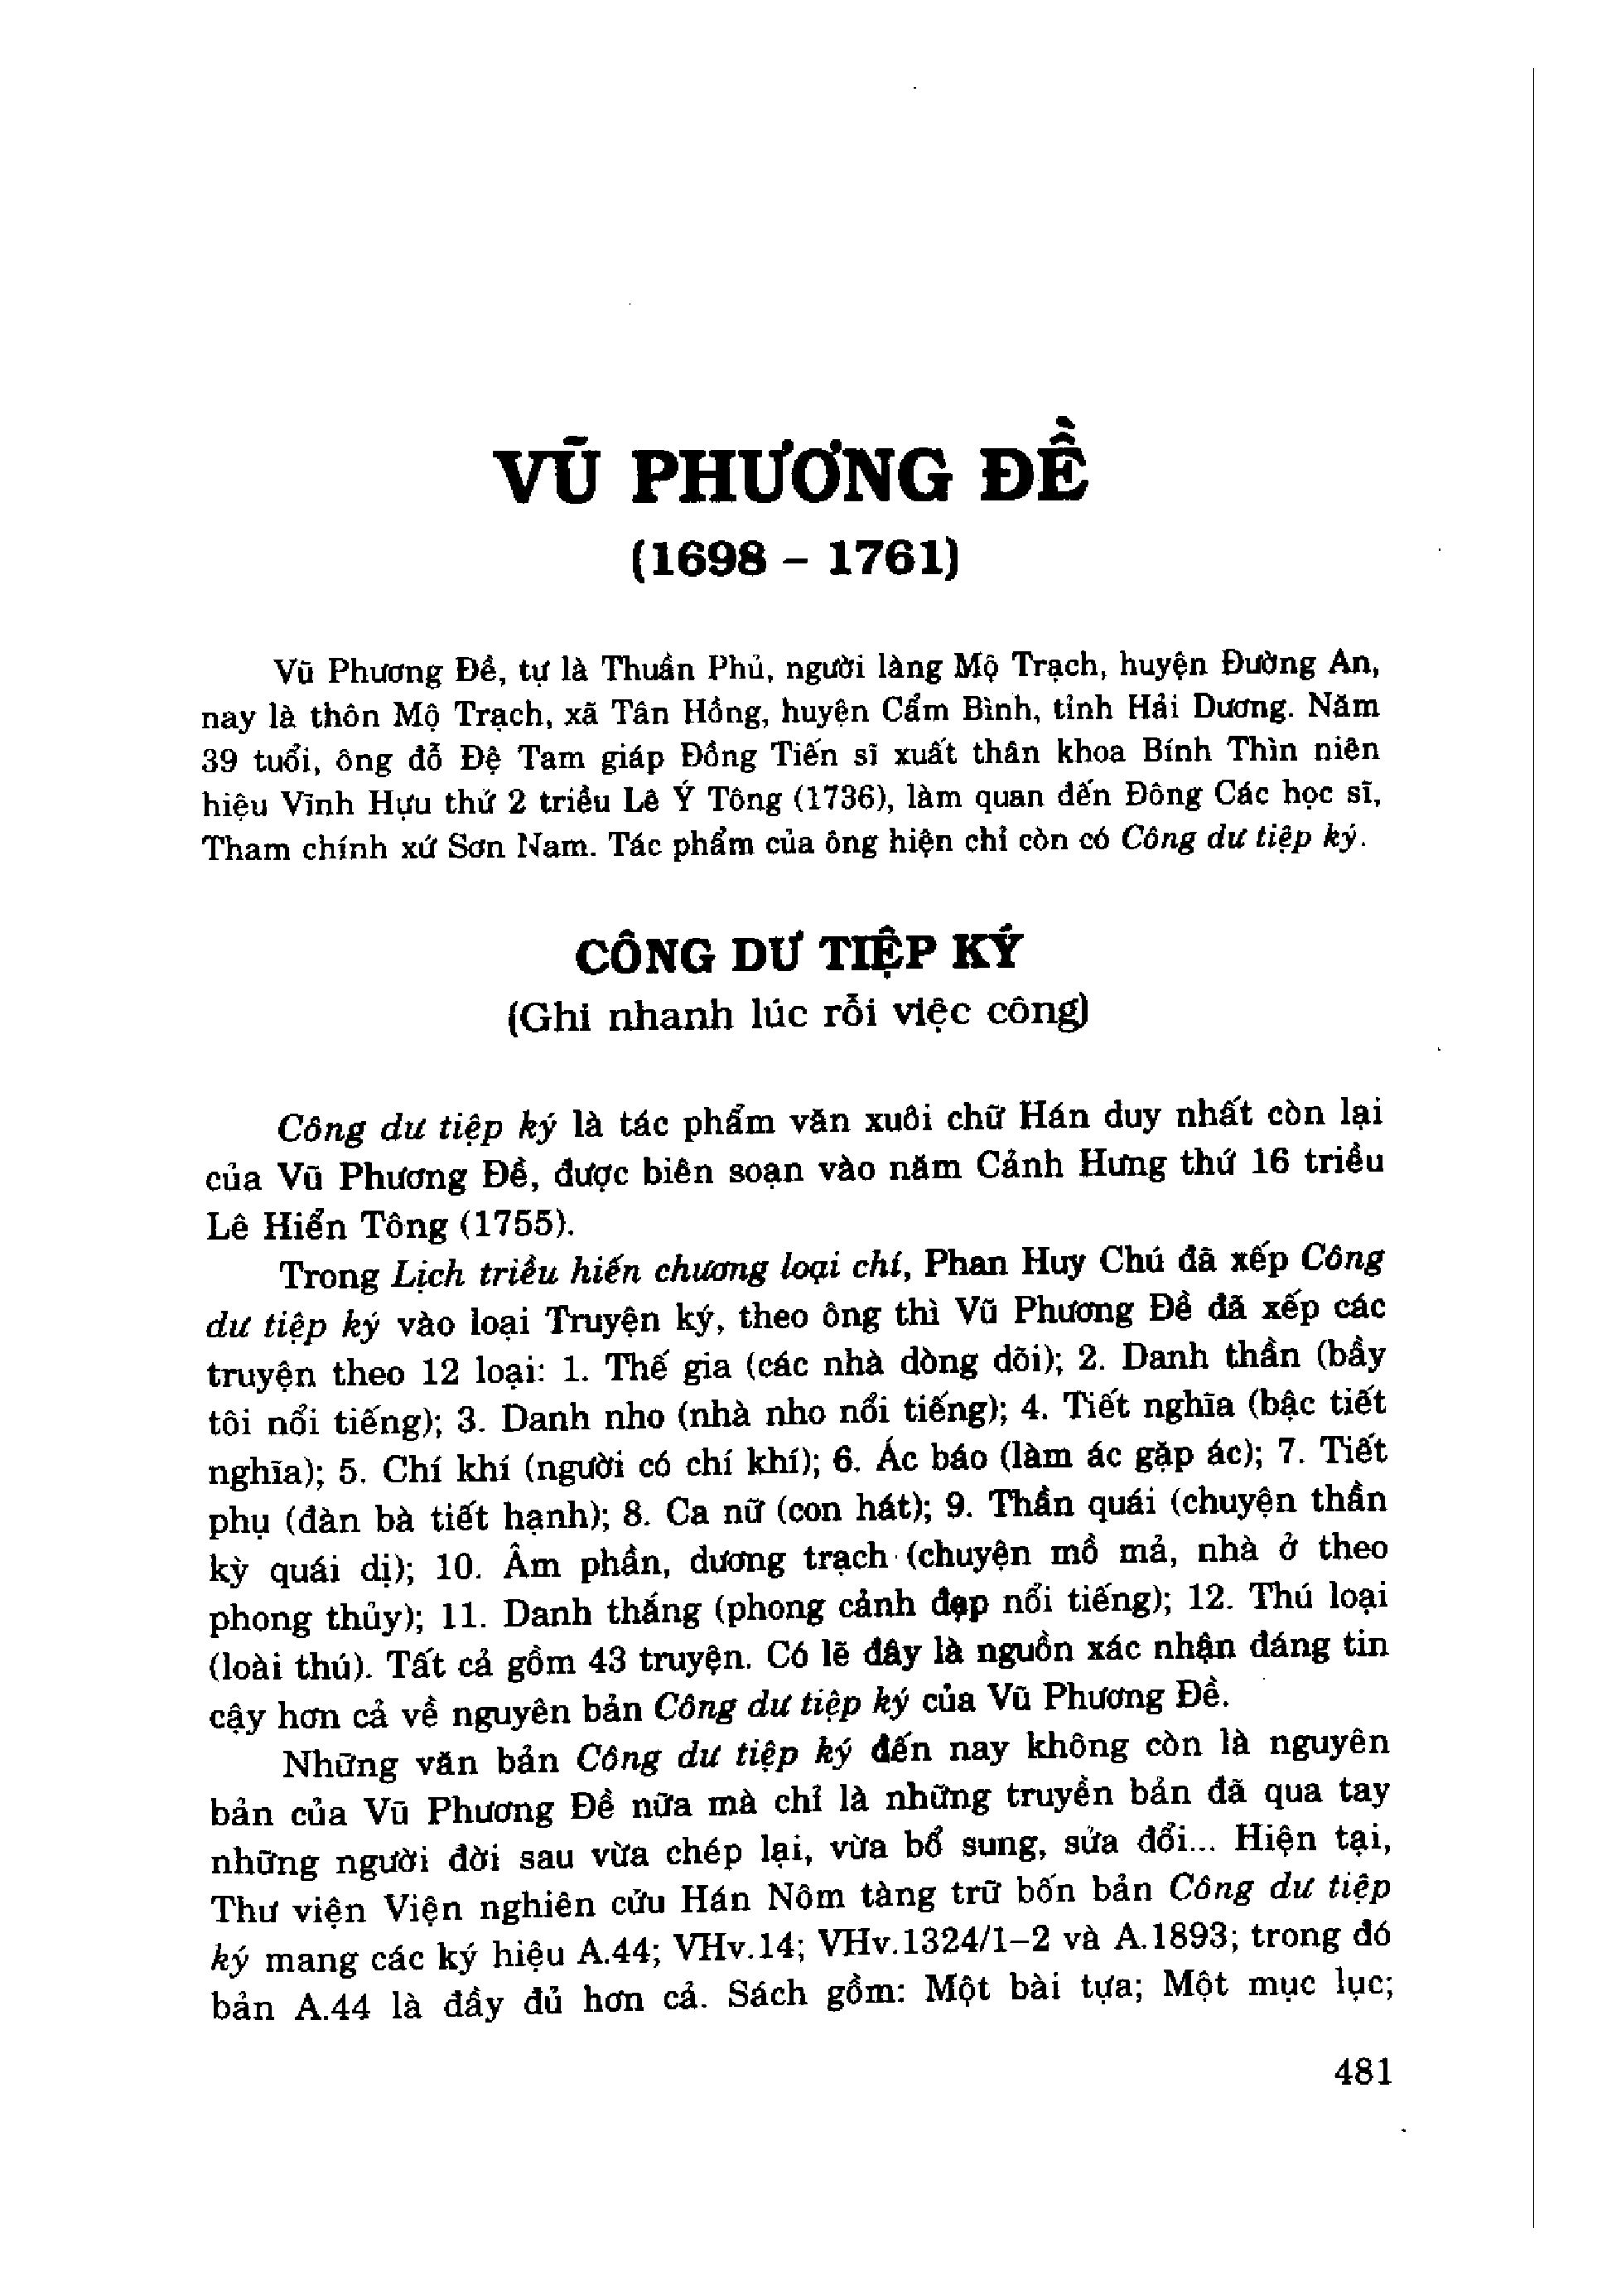 VŨ PHƯƠNG ĐỀ
(1698 – 1761)
Vũ Phương Đề, tự là Thuần Phủ, người làng Mộ Trạch, huyện Đường An,
nay là thôn Mộ Trạch, xã Tân Hồng, huyện Cẩm Bình, tỉnh Hải Dương. Năm
39 tuổi, ông đỗ Đệ Tam giáp Đồng Tiến sĩ xuất thân khoa Bính Thìn niên
hiệu Vĩnh Hựu thứ 2 triều Lê Ý Tông (1736), làm quan đến Đông Các học sĩ,
Tham chính xứ Sơn Nam. Tác phẩm của ông hiện chỉ còn có Công dư tiệp ký.
CÔNG DƯ TIỆP KÝ
(Ghi nhanh lúc rỗi việc công)
Công dư tiệp ký là tác phẩm văn xuôi chữ Hán duy nhất còn lại
của Vũ Phương Đề, được biên soạn vào năm Cảnh Hưng thứ 16 triều
Lê Hiển Tông (1755).
Trong Lịch triều hiến chương loại chí, Phan Huy Chú đã xếp Công
dư tiệp ký vào loại Truyện ký, theo ông thì Vũ Phương Đề đã xếp các
truyện theo 12 loại: 1. Thế gia (các nhà dòng dõi); 2. Danh thần (bầy
tôi nổi tiếng); 3. Danh nho (nhà nho nổi tiếng); 4. Tiết nghĩa (bậc tiết
nghĩa); 5. Chí khí (người có chí khí); 6. Ác báo (làm ác gặp ác); 7. Tiết
phụ (đàn bà tiết hạnh); 8. Ca nữ (con hát); 9. Thần quái (chuyện thần
kỳ quái dị); 10. Âm phần, dương trạch (chuyện mồ mả, nhà ở theo
phong thủy); 11. Danh thắng (phong cảnh đẹp nổi tiếng); 12. Thú loại
(loài thú). Tất cả gồm 43 truyện. Có lẽ đây là nguồn xác nhận đáng tin
cậy hơn cả về nguyên bản Công dư tiệp ký của Vũ Phương Đề.
Những văn bản Công dư tiệp ký đến nay không còn là nguyên
bản của Vũ Phương Đề nữa mà chỉ là những truyền bản đã qua tay
những người đời sau vừa chép lại, vừa bổ sung, sửa đổi... Hiện tại,
Thư viện Viện nghiên cứu Hán Nôm tàng trữ bốn bản Công dư tiệp
ký mang các ký hiệu A.44; VHv.14; VHv.1324/1–2 và A.1893; trong đó
bản A.44 là đầy đủ hơn cả. Sách gồm: Một bài tựa; Một mục lục;
481